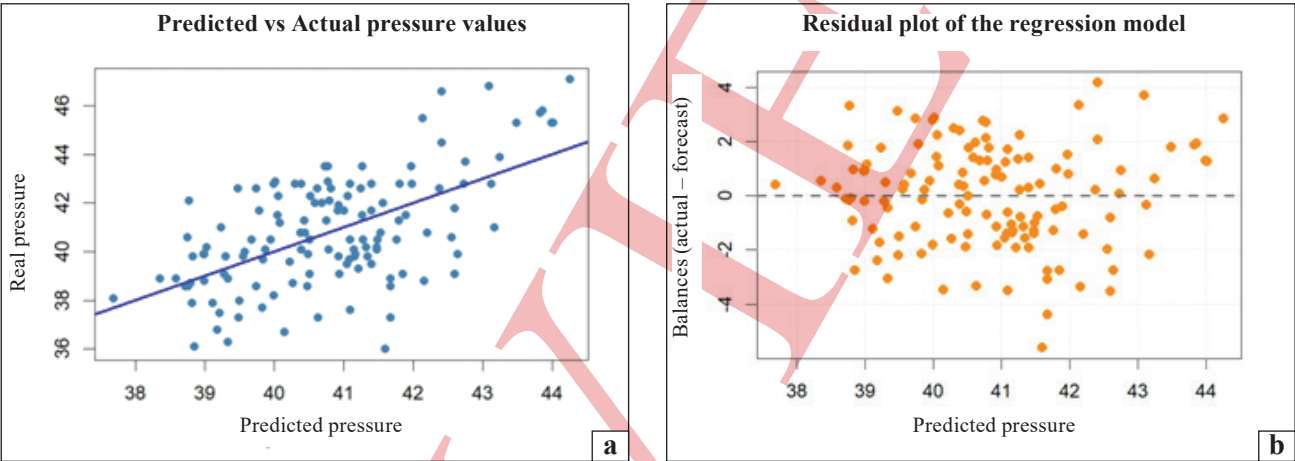 Predicted vs Actual pressure values
Real pressure
46
44
42
40
38
36
38 39 40 41 42 43 44
Predicted pressure
a
Residual plot of the regression model
Balances (actual – forecast)
4
2
0
-2
-4
38 39 40 41 42 43 44
Predicted pressure
b